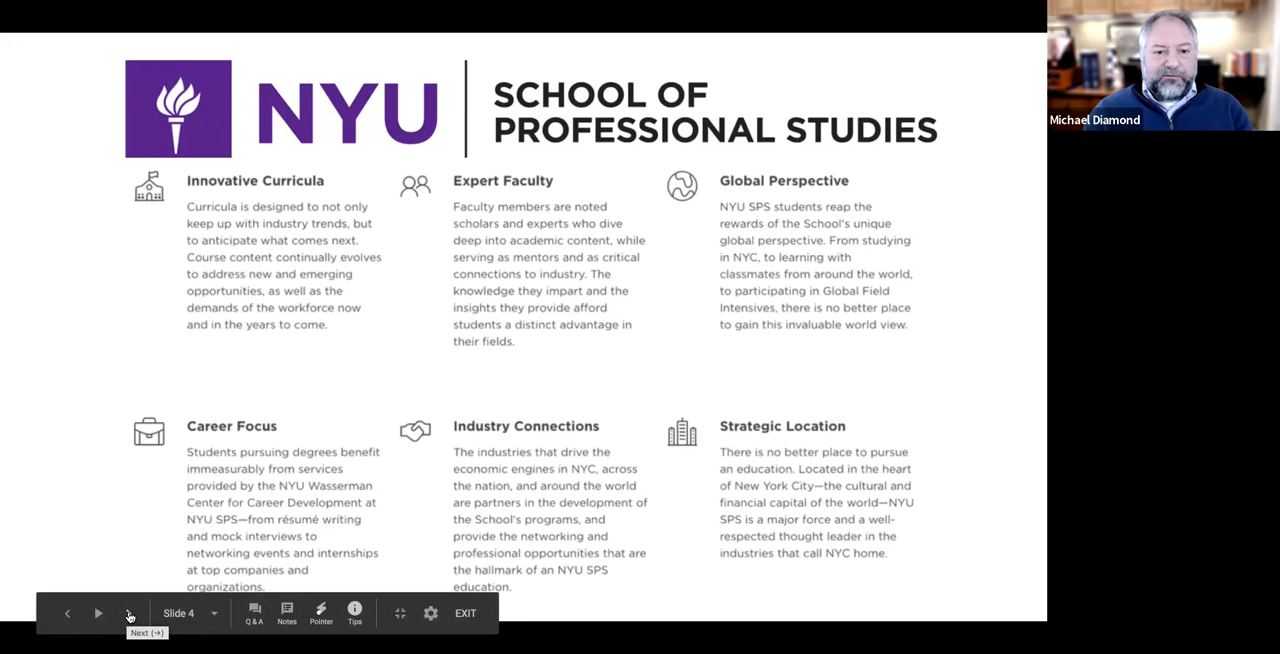 NYU
SCHOOL OF
PROFESSIONAL STUDIES
Innovative Curricula
Curricula is designed to not only
keep up with industry trends, but
to anticipate what comes next.
Course content continually evolves
to address new and emerging
opportunities, as well as the
demands of the workforce now
and in the years to come.
Expert Faculty
Faculty members are noted
scholars and experts who dive
deep into academic content, while
serving as mentors and as critical
connections to industry. The
knowledge they impart and the
insights they provide afford
students a distinct advantage in
their fields.
Global Perspective
NYU SPS students reap the
rewards of the School's unique
global perspective. From studying
in NYC, to learning with
classmates from around the world,
to participating in Global Field
Intensives, there is no better place
to gain this invaluable world view.
Career Focus
Students pursuing degrees benefit
immeasurably from services
provided by the NYU Wasserman
Center for Career Development at
NYU SPS—from résumé writing
and mock interviews to
networking events and internships
at top companies and
organizations.
Industry Connections
The industries that drive the
economic engines in NYC, across
the nation, and around the world
are partners in the development of
the School's programs, and
provide the networking and
professional opportunities that are
the hallmark of an NYU SPS
education.
Strategic Location
There is no better place to pursue
an education. Located in the heart
of New York City—the cultural and
financial capital of the world—NYU
SPS is a major force and a well-
respected thought leader in the
industries that call NYC home.
Slide 4
Q & A
Notes
Pointer
Tips
EXIT
Next (→)
Michael Diamond